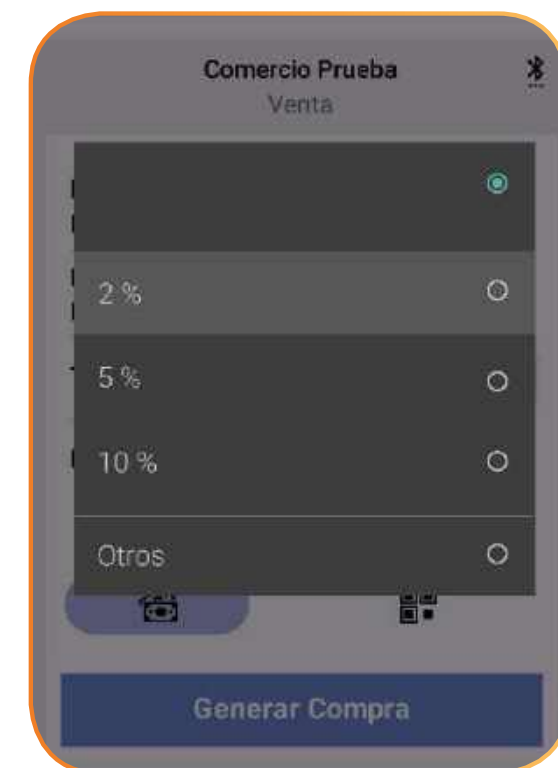 Comercio Prueba
Venta
2 %
5 %
10 %
Otros
Generar Compra